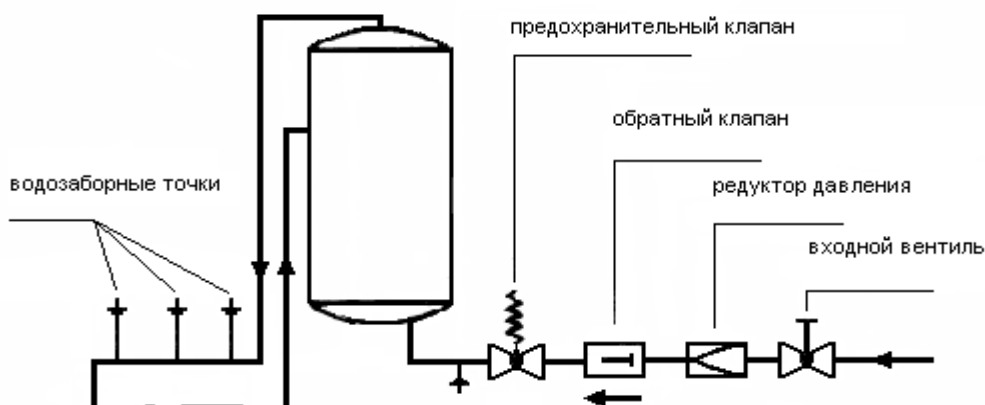 предохранительный клапан
обратный клапан
водозаборные точки
редуктор давления
входной вентиль